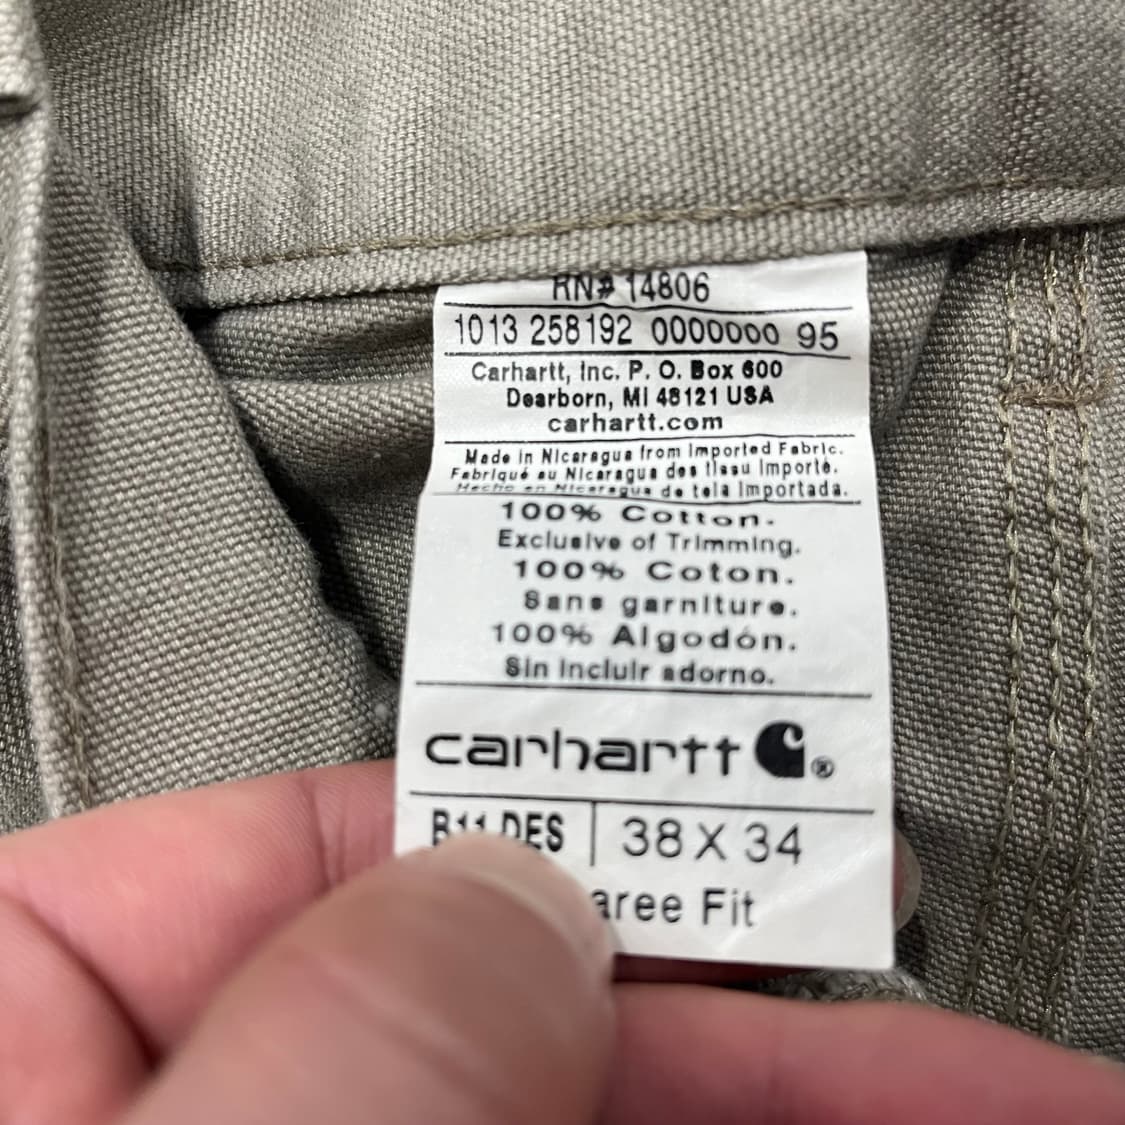 RN# 14806
1013 258192 0000000 95
Carhartt, Inc. P. O. Box 600
Dearborn, MI 48121 USA
carhartt.com
Made in Nicaragua from Imported Fabric.
Fabriqué au Nicaragua des tissu Importé.
Hecho en Nicaragua de tela Importada.
100% Cotton.
Exclusive of Trimming.
100% Coton.
Sans garniture.
100% Algodón.
Sin Incluir adorno.
carhartt ®
B11 DES 38 X 34
Fit